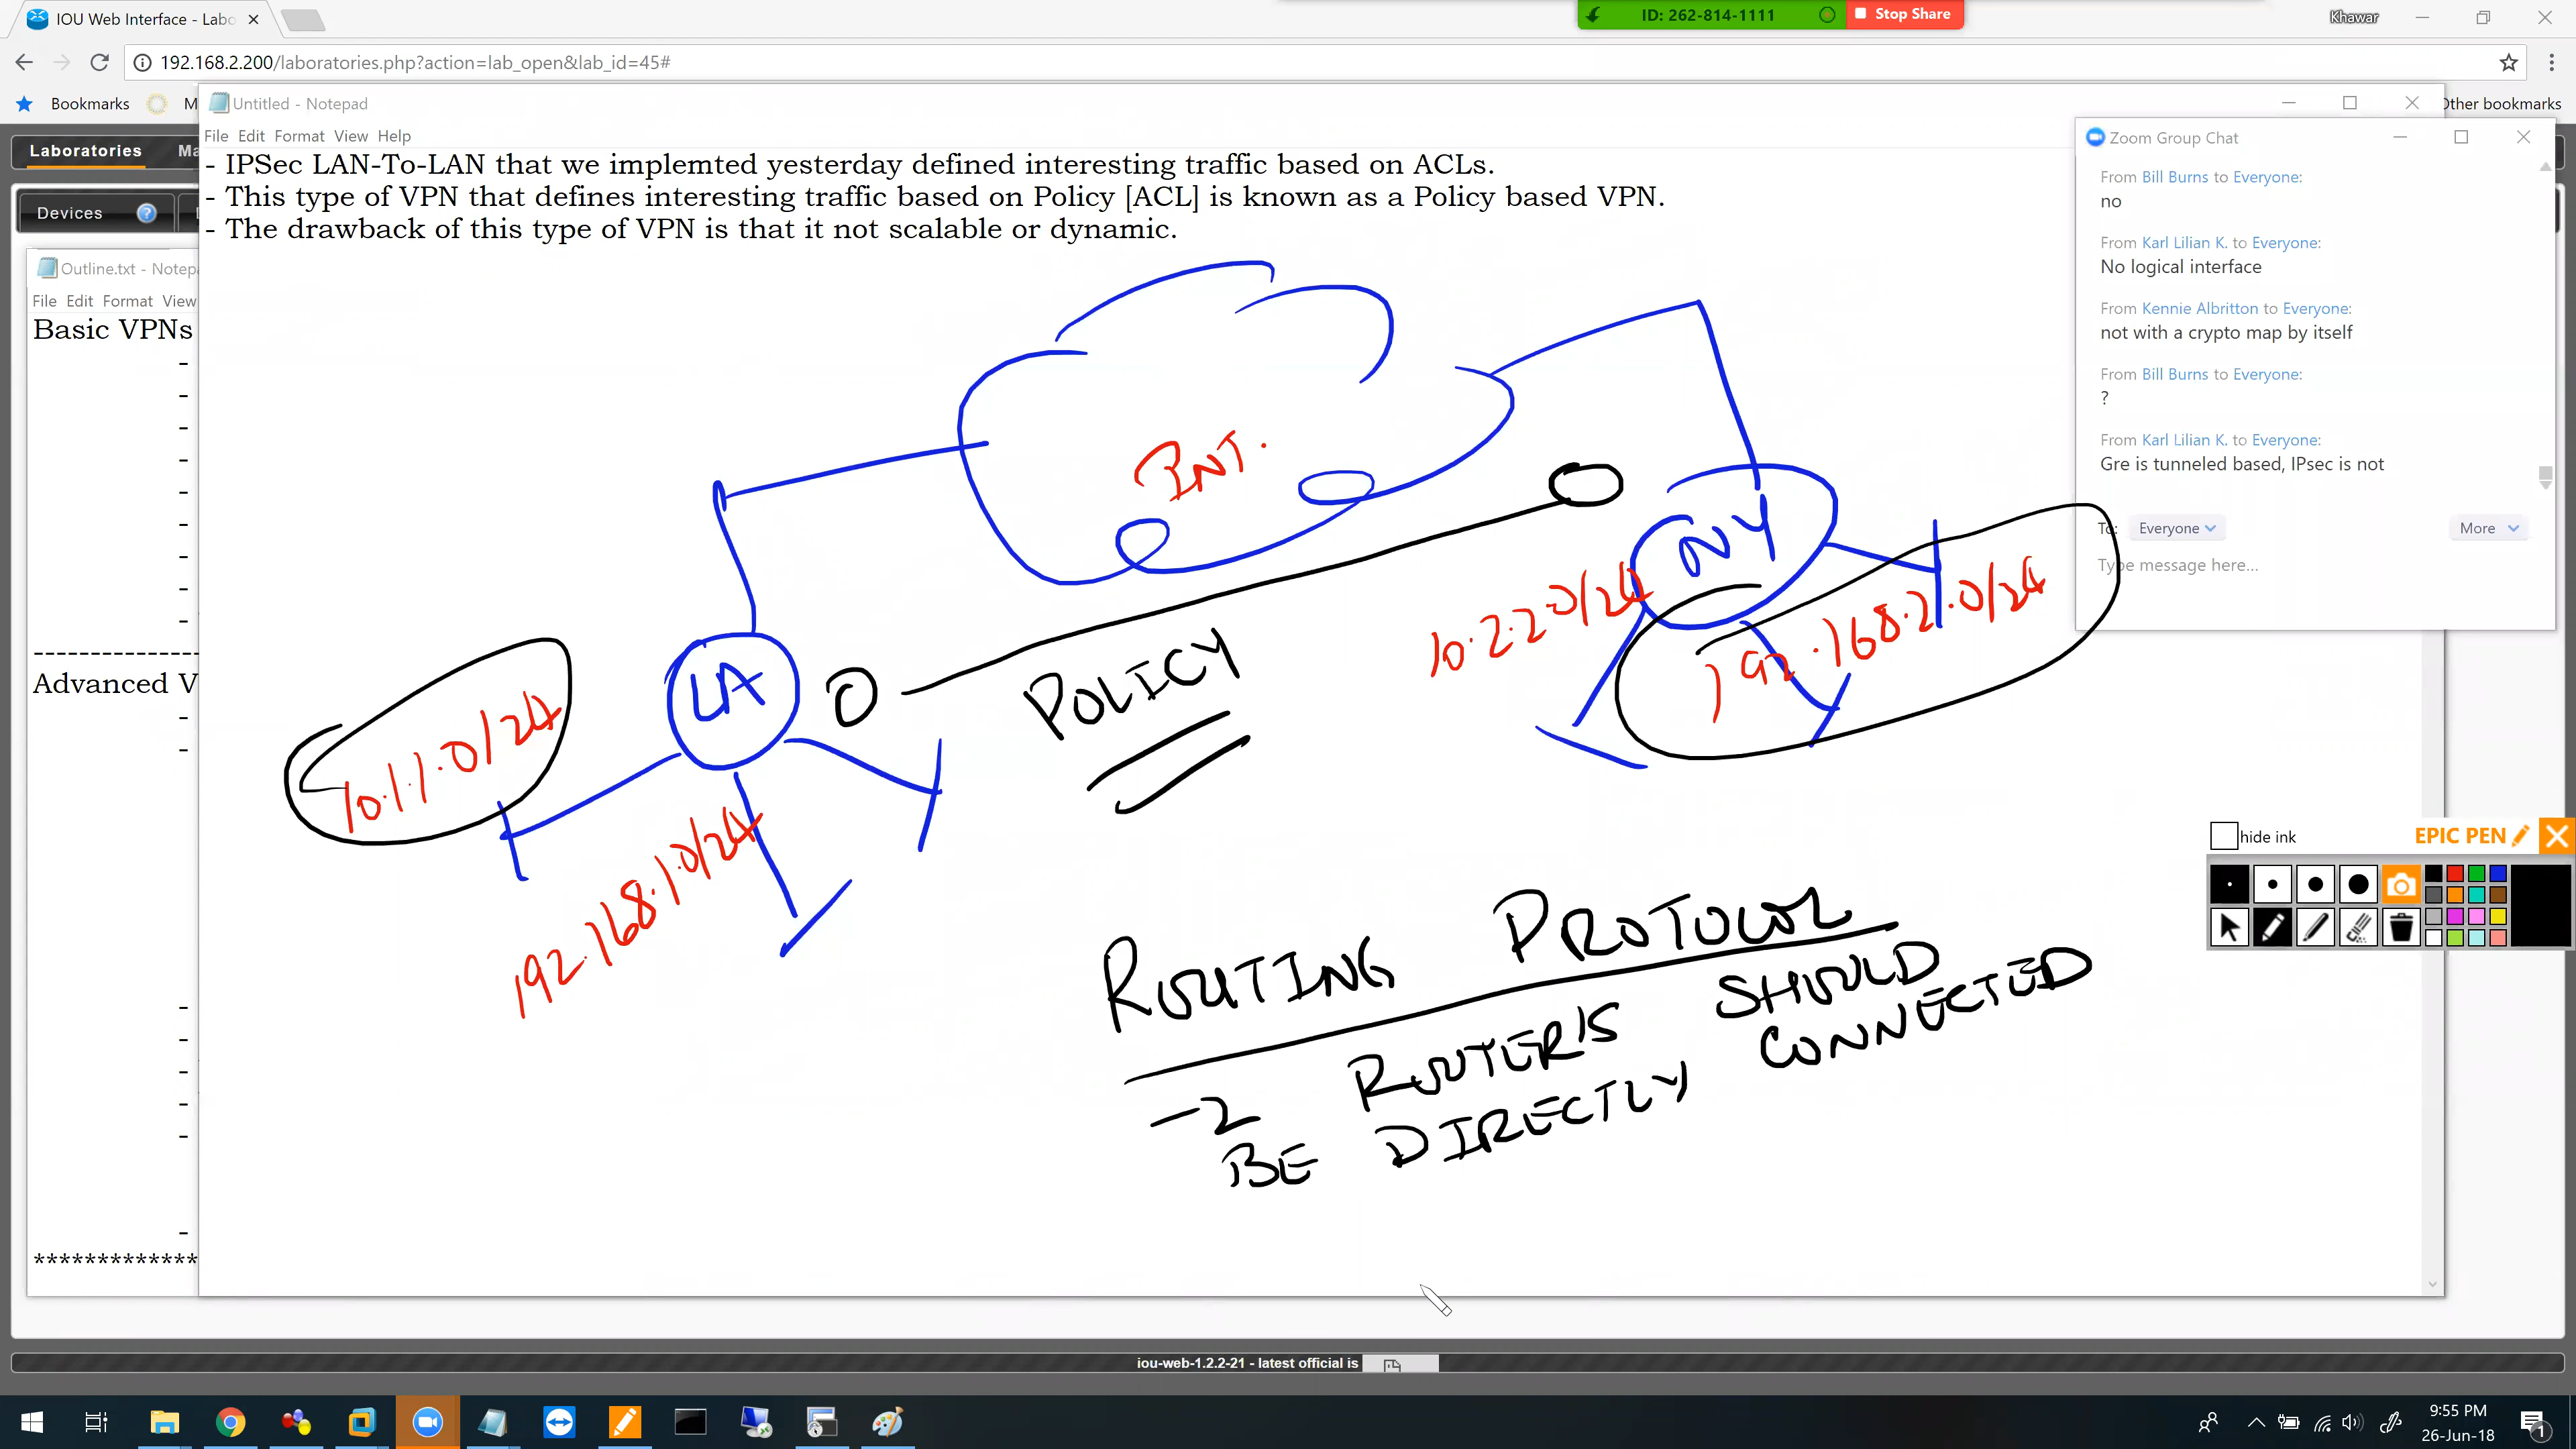 IOU Web Interface - Labo
ID: 262-814-1111
Stop Share
Khawar
192.168.2.200/laboratories.php?action=lab_open&lab_id=45#
Bookmarks
M
Other bookmarks
Untitled - Notepad
File Edit Format View Help
- IPSec LAN-To-LAN that we implemted yesterday defined interesting traffic based on ACLs.
- This type of VPN that defines interesting traffic based on Policy [ACL] is known as a Policy based VPN.
- The drawback of this type of VPN is that it not scalable or dynamic.
Laboratories
Ma
Devices
Outline.txt - Notepa
File Edit Format View
Basic VPNs
-
-
-
-
-
-
-
-
-
Advanced V
-
-
-
-
-
-
-
-
Zoom Group Chat
From Bill Burns to Everyone:
no
From Karl Lilian K. to Everyone:
No logical interface
From Kennie Albritton to Everyone:
not with a crypto map by itself
From Bill Burns to Everyone:
?
From Karl Lilian K. to Everyone:
Gre is tunneled based, IPsec is not
To: Everyone
More
Type message here...
INT.
NY
10.2.2.0/24
192.168.2.0/24
LA
POLICY
10.1.1.0/24
192.168.1.0/24
ROUTING PROTOCOL
-2 ROUTER'S SHOULD
BE DIRECTLY CONNECTED
hide ink
EPIC PEN
iou-web-1.2.2-21 - latest official is
9:55 PM
26-Jun-18
1